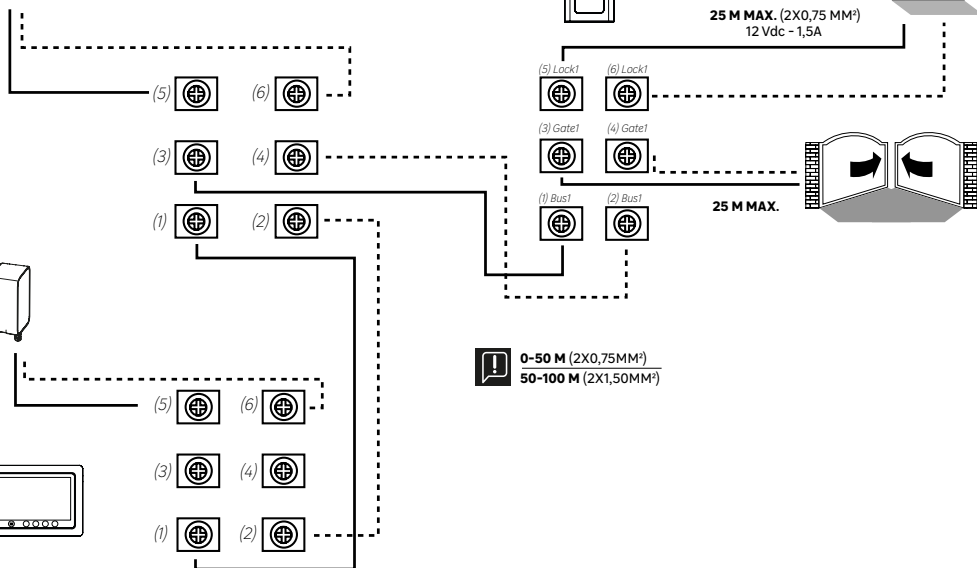 25 M MAX. (2X0,75 MM²)
12 Vdc - 1,5A
(5) Lock1 (6) Lock1
(5) (6)
(3) Gate1 (4) Gate1
(3) (4)
25 M MAX.
(1) Bus1 (2) Bus1
(1) (2)
0-50 M (2X0,75MM²)
50-100 M (2X1,50MM²)
(5) (6)
(3) (4)
(1) (2)